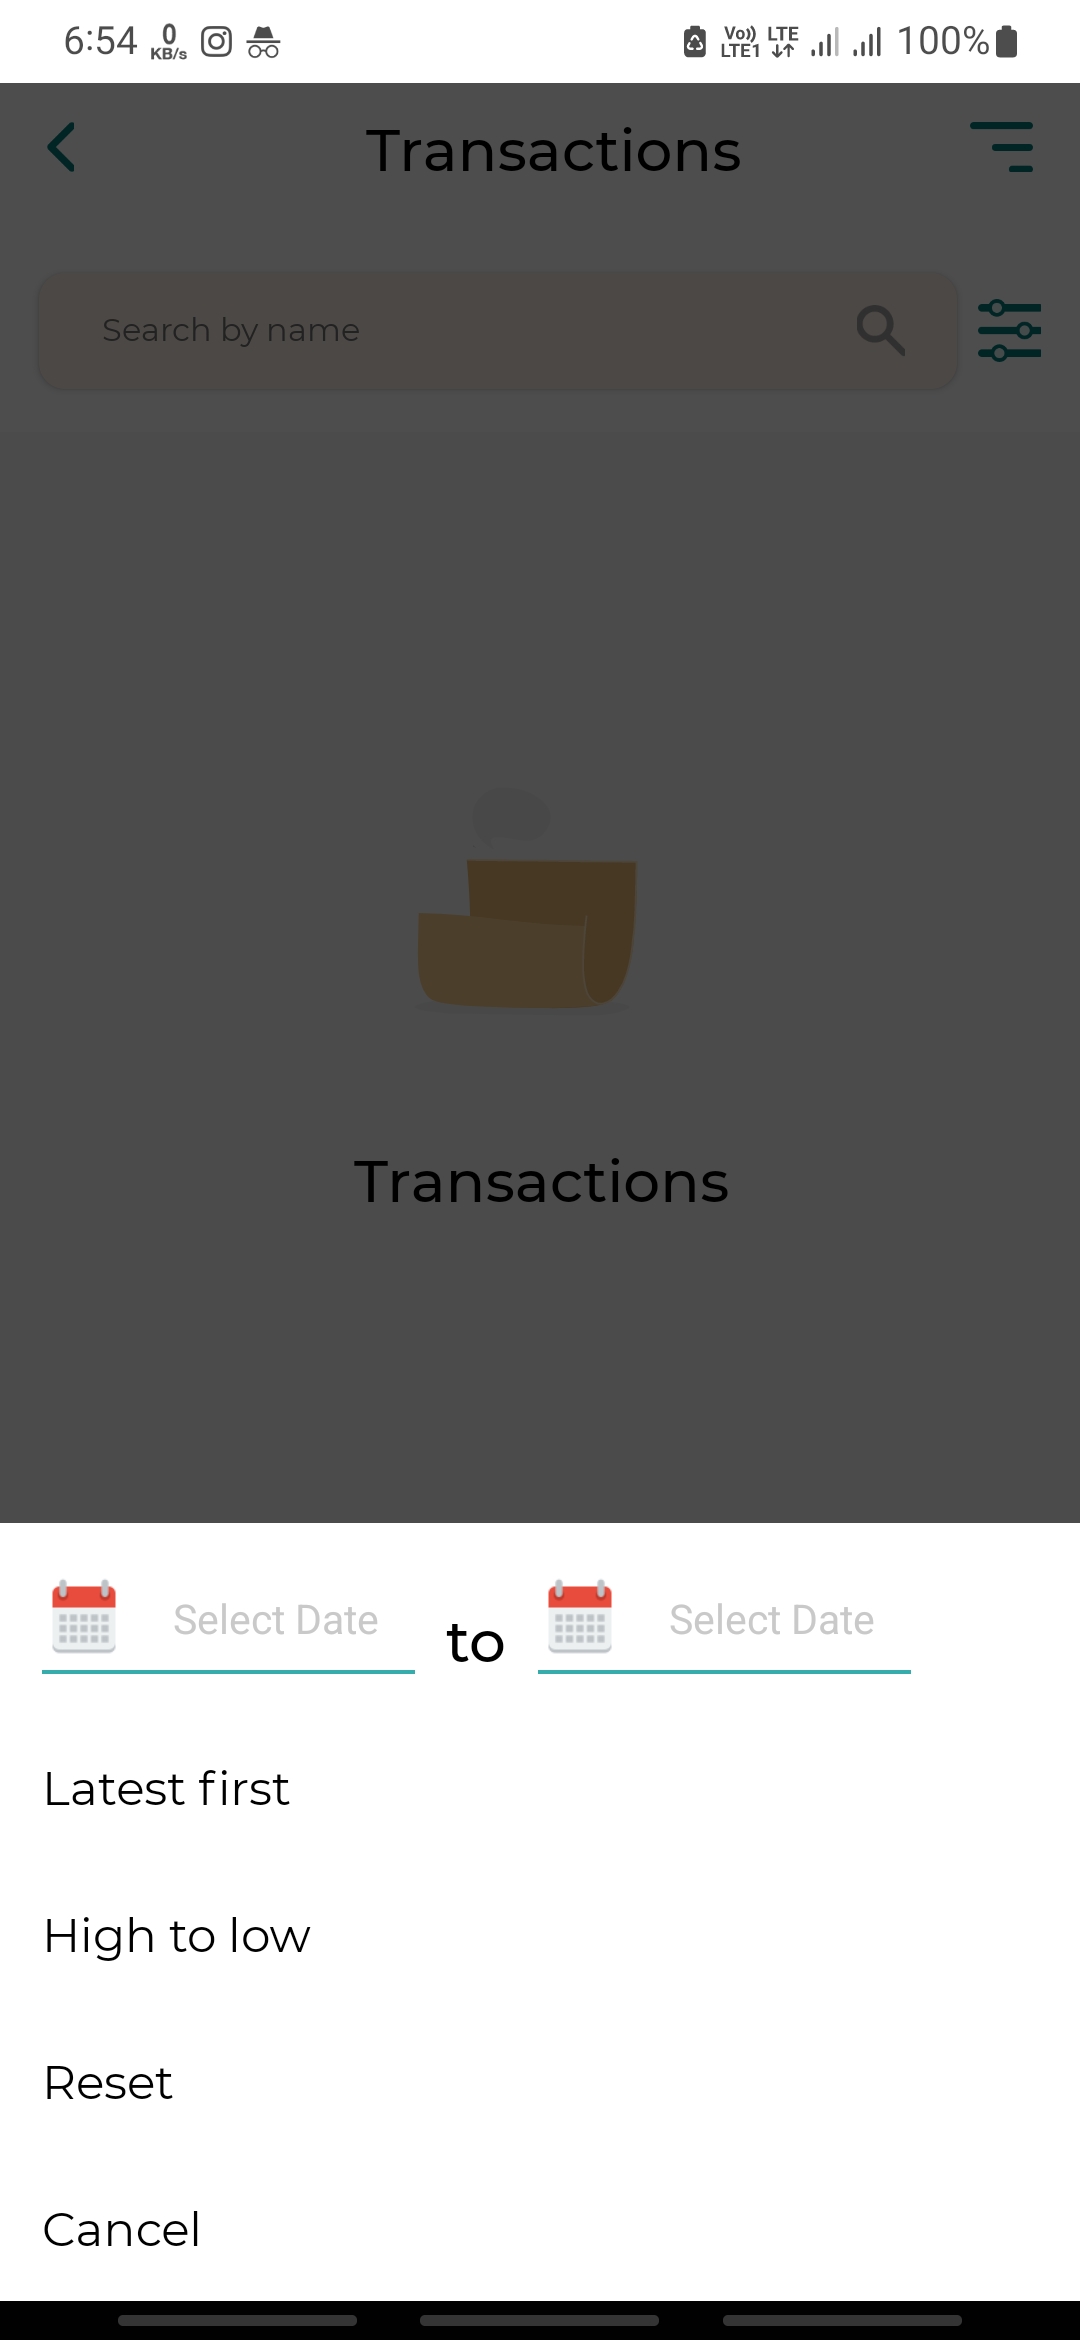 6:54 0 KB/s Vo)) LTE1 LTE 100%
Transactions
Search by name
Transactions
Select Date to Select Date
Latest first
High to low
Reset
Cancel